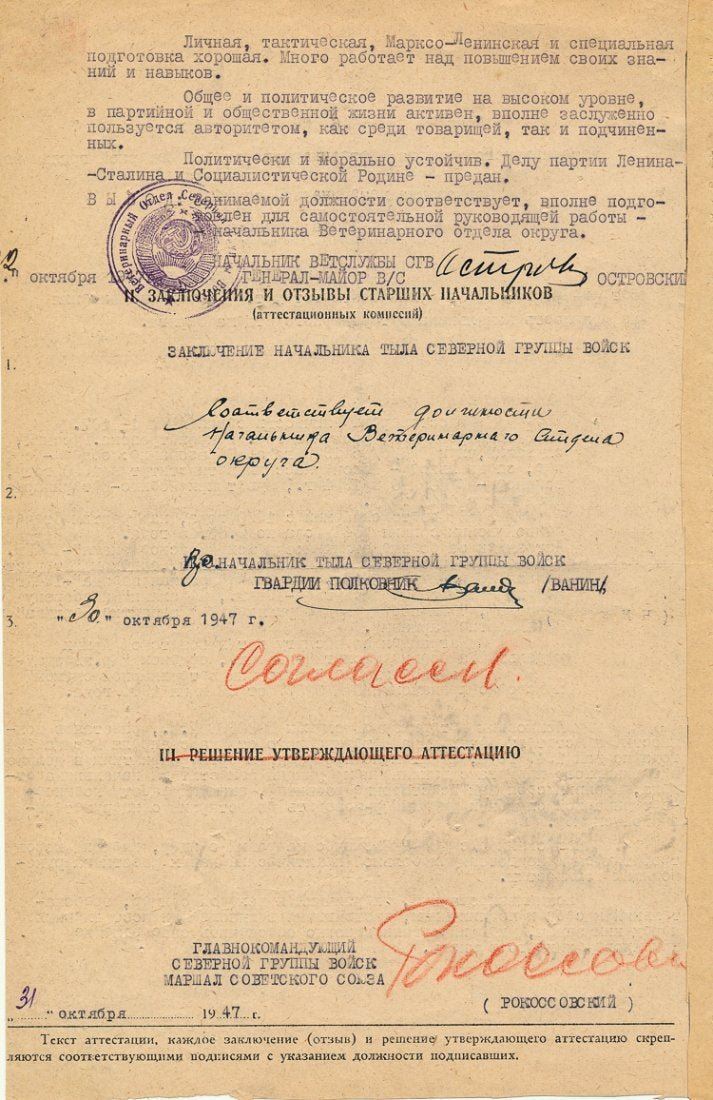 Личная, тактическая, Марксо-Ленинская и специальная
подготовка хорошая. Много работает над повышением своих зна-
ний и навыков.
Общее и политическое развитие на высоком уровне,
в партийной и общественной жизни активен, вполне заслуженно
пользуется авторитетом, как среди товарищей, так и подчинен-
ных.
Политически и морально устойчив. Делу партии Ленина-
-Сталина и Социалистической Родине - предан.
занимаемой должности соответствует, вполне подго-
для самостоятельной руководящей работы -
начальника Ветеринарного отдела округа.
Ветеринарный Отдел
НАЧАЛЬНИК ВЕТСЛУЖБЫ СГВ
октября ГЕНЕРАЛ-МАЙОР В/С ОСТРОВСКИ
II. ЗАКЛЮЧЕНИЯ И ОТЗЫВЫ СТАРШИХ НАЧАЛЬНИКОВ
(аттестационных комиссий)
1.
ЗАКЛЮЧЕНИЕ НАЧАЛЬНИКА ТЫЛА СЕВЕРНОЙ ГРУППЫ ВОЙСК
Соответствует должности
Начальника Ветеринарного Отдела
округа.
2.
НАЧАЛЬНИК ТЫЛА СЕВЕРНОЙ ГРУППЫ ВОЙСК
ГВАРДИИ ПОЛКОВНИК /ВАНИН/
3. "30" октября 1947 г.
Согласен.
III. РЕШЕНИЕ УТВЕРЖДАЮЩЕГО АТТЕСТАЦИЮ
ГЛАВНОКОМАНДУЮЩИЙ
СЕВЕРНОЙ ГРУППЫ ВОЙСК
МАРШАЛ СОВЕТСКОГО СОЮЗА
Рокоссовс
( РОКОССОВСКИЙ )
"31" октября 1947 г.
Текст аттестации, каждое заключение (отзыв) и решение утверждающего аттестацию скреп-
ляются соответствующими подписями с указанием должности подписавших.